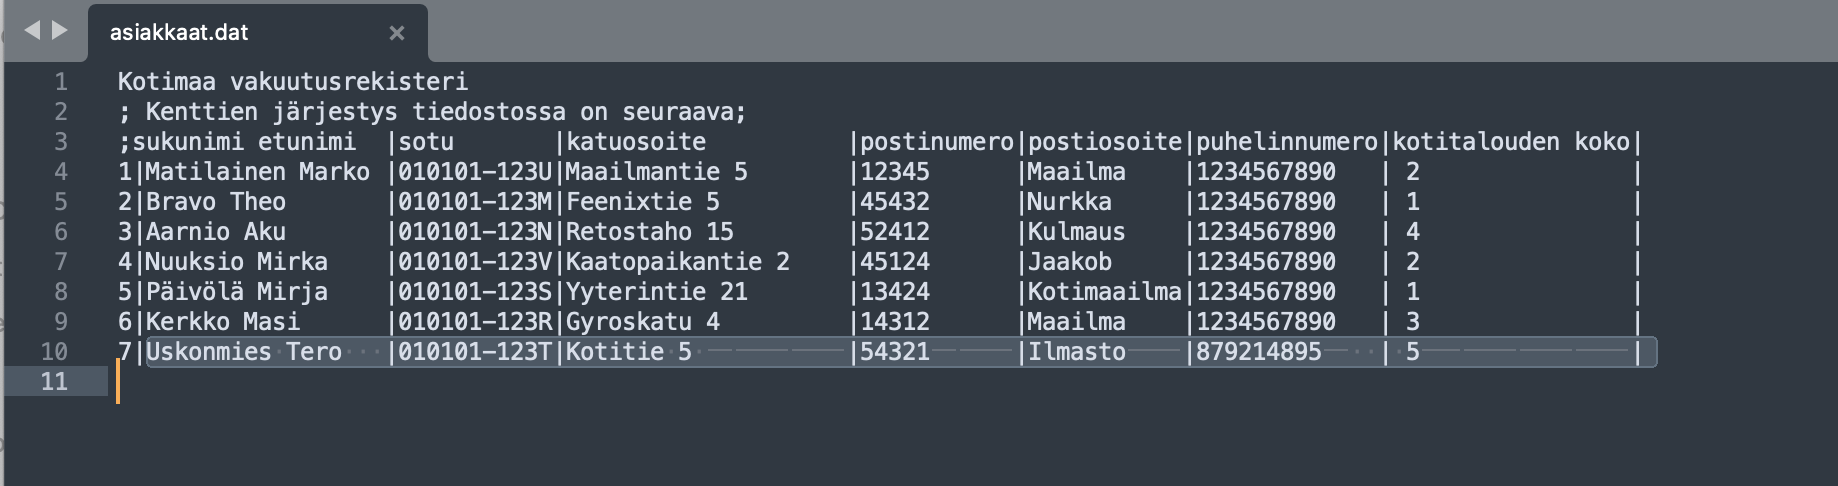 asiakkaat.dat
1 Kotimaa vakuutusrekisteri
2 ; Kenttien järjestys tiedostossa on seuraava;
3 ;sukunimi etunimi |sotu |katuosoite |postinumero|postiosoite|puhelinnumero|kotitalouden koko|
4 1|Matilainen Marko |010101-123U|Maailmantie 5 |12345 |Maailma |1234567890 | 2 |
5 2|Bravo Theo |010101-123M|Feenixtie 5 |45432 |Nurkka |1234567890 | 1 |
6 3|Aarnio Aku |010101-123N|Retostaho 15 |52412 |Kulmaus |1234567890 | 4 |
7 4|Nuuksio Mirka |010101-123V|Kaatopaikantie 2 |45124 |Jaakob |1234567890 | 2 |
8 5|Päivölä Mirja |010101-123S|Yyterintie 21 |13424 |Kotimaailma|1234567890 | 1 |
9 6|Kerkko Masi |010101-123R|Gyroskatu 4 |14312 |Maailma |1234567890 | 3 |
10 7|Uskonmies Tero |010101-123T|Kotitie 5 |54321 |Ilmasto |879214895 | 5 |
11